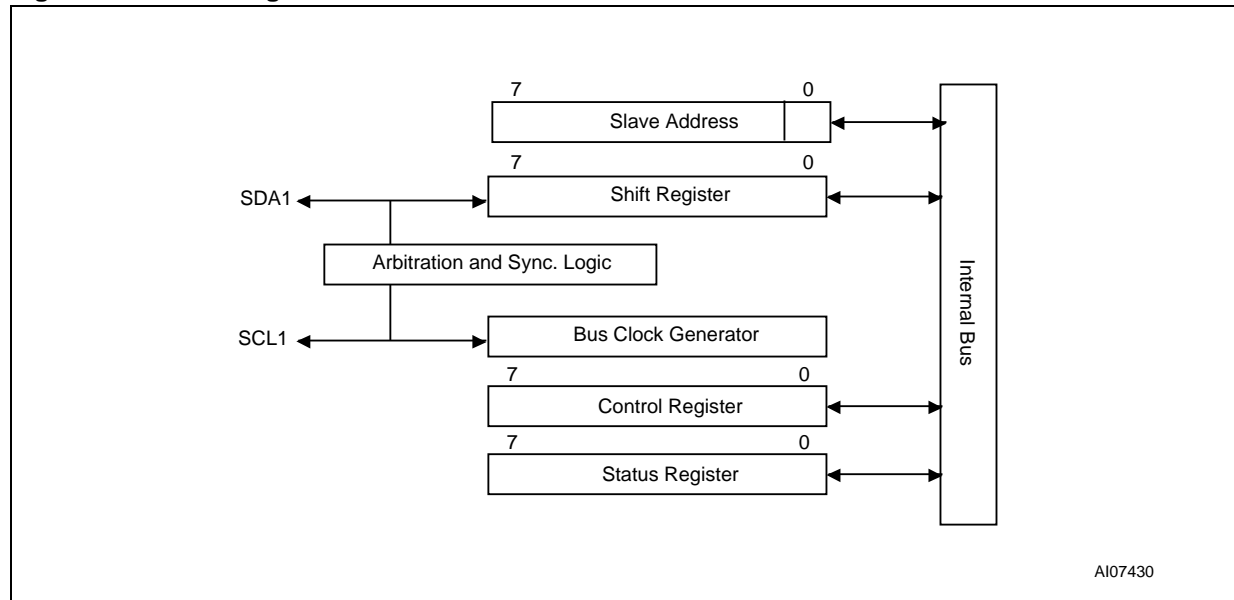 7 0
Slave Address
7 0
SDA1
Shift Register
Arbitration and Sync. Logic
Internal Bus
SCL1
Bus Clock Generator
7 0
Control Register
7 0
Status Register
AI07430